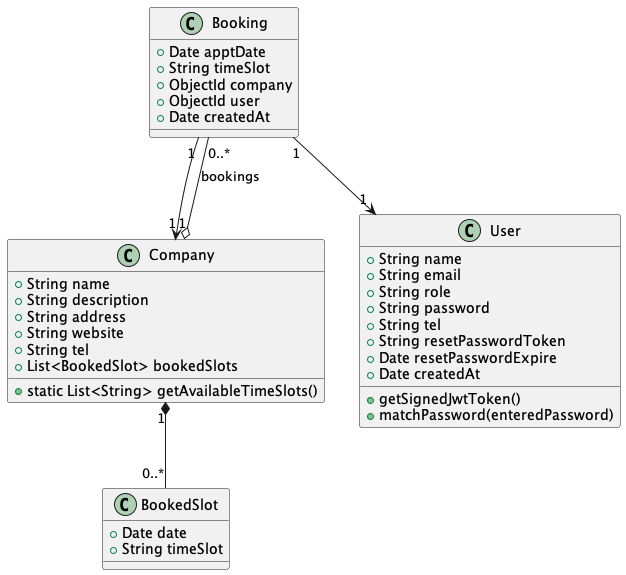 C Booking
Date apptDate
String timeSlot
ObjectId company
ObjectId user
Date createdAt
1
0..*
1
bookings
1
1
1
C Company
String name
String description
String address
String website
String tel
List<BookedSlot> bookedSlots
static List<String> getAvailableTimeSlots()
C User
String name
String email
String role
String password
String tel
String resetPasswordToken
Date resetPasswordExpire
Date createdAt
getSignedJwtToken()
matchPassword(enteredPassword)
1
0..*
C BookedSlot
Date date
String timeSlot